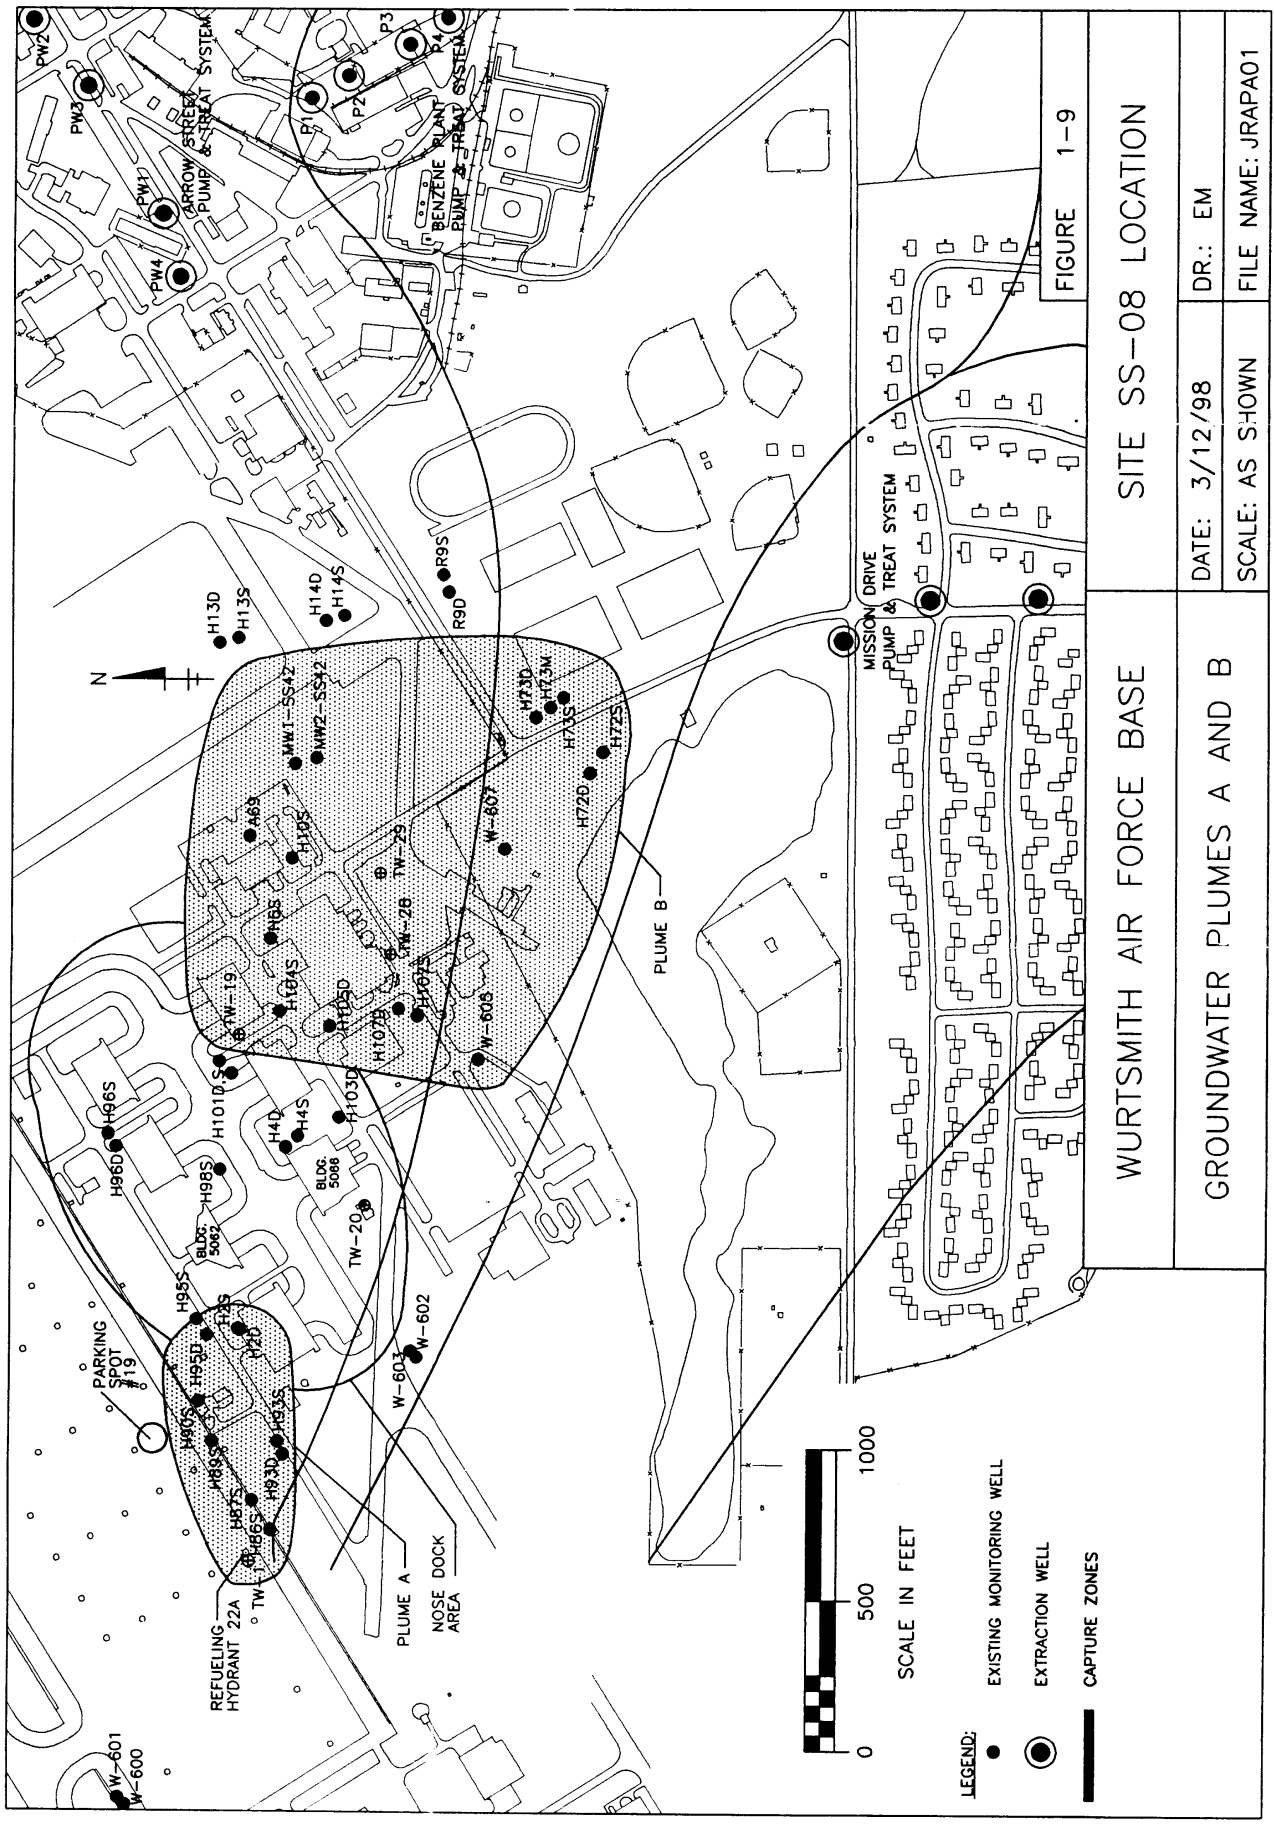 W-601
W-600
REFUELING
HYDRANT 22A
PARKING
SPOT
#19
TW-1
H86S
H87S
H89S
H90S
H93D
H93S
H95D
H95S
H2S
H2D
BLDG.
5062
H98S
H96D
H96S
H101D,S
TW-19
H4D
H4S
BLDG.
5066
H103D
TW-20
W-603
W-602
PLUME A
NOSE DOCK
AREA
H104S
H105D
H107D
H107S
W-606
H6S
TW-28
TW-29
H10S
A69
MW1-SS42
MW2-SS42
W-607
H72D
H72S
H73D
H73M
H73S
PLUME B
N
H13D
H13S
H14D
H14S
R9S
R9D
PW4
PW1
PW3
PW2
ARROW STREET
PUMP & TREAT SYSTEM
P1
P2
P3
P4
BENZENE PLANT
PUMP & TREAT SYSTEM
MISSION DRIVE
PUMP & TREAT SYSTEM
0
500
1000
SCALE IN FEET
LEGEND:
EXISTING MONITORING WELL
EXTRACTION WELL
CAPTURE ZONES
FIGURE 1-9
WURTSMITH AIR FORCE BASE
SITE SS-08 LOCATION
GROUNDWATER PLUMES A AND B
DATE: 3/12/98
DR.: EM
SCALE: AS SHOWN
FILE NAME: JRAPA01